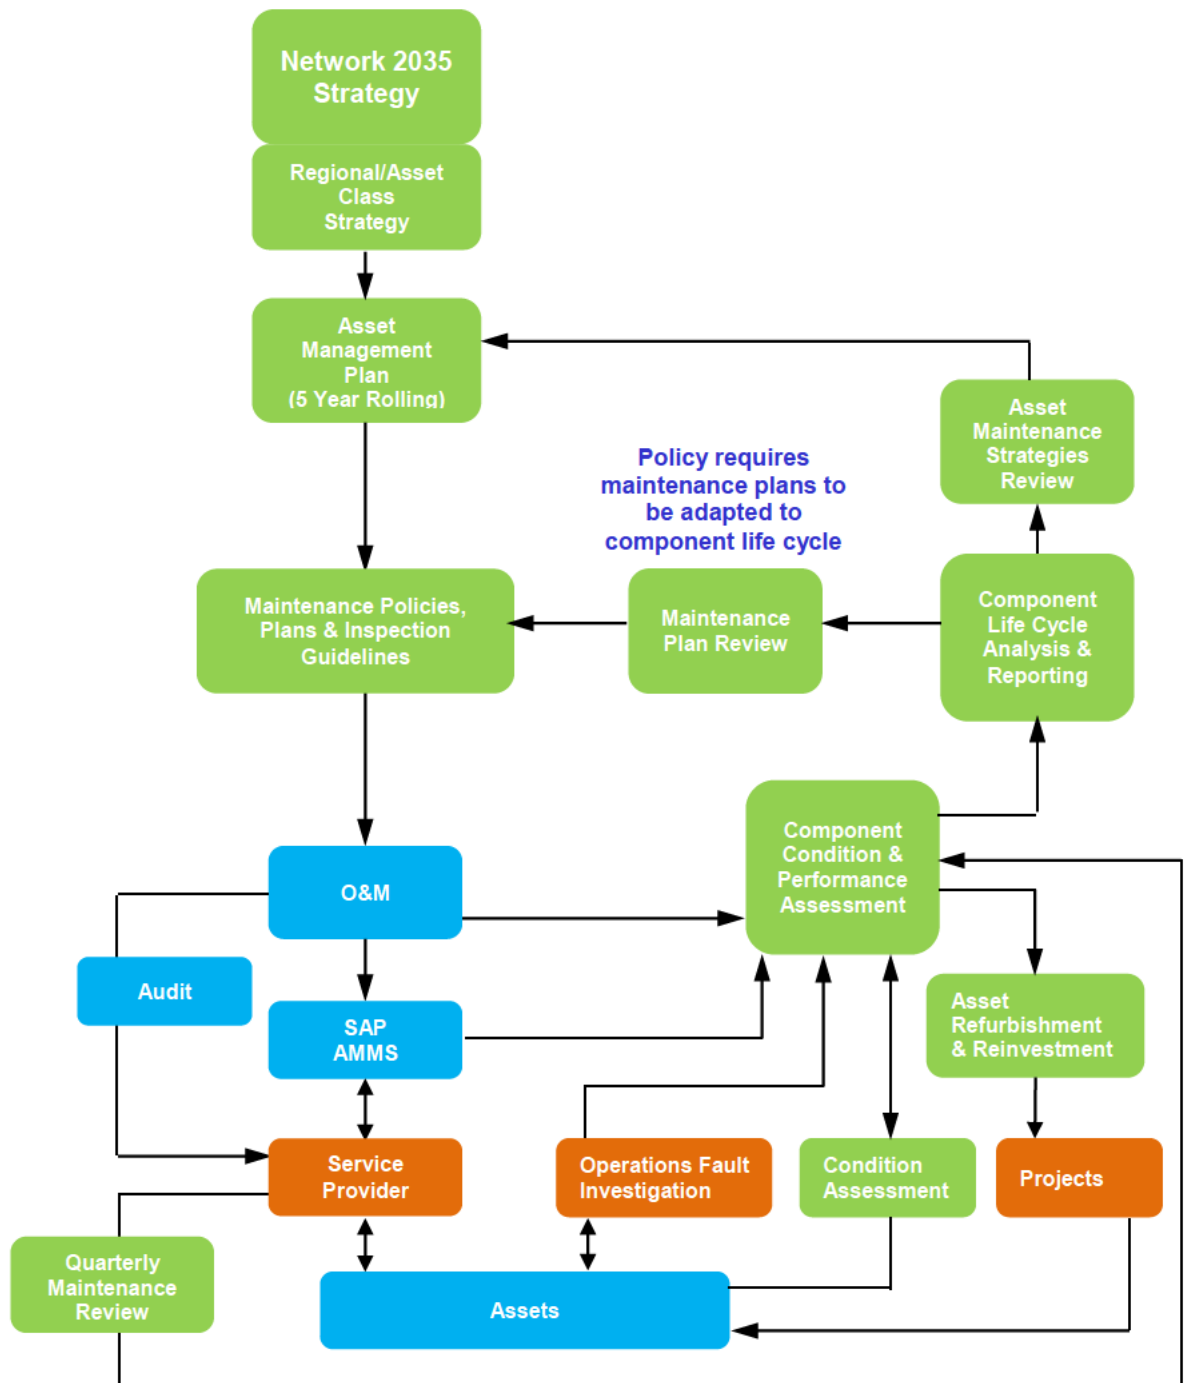 Network 2035
Strategy
Regional/Asset
Class
Strategy
Asset
Management
Plan
(5 Year Rolling)
Asset
Maintenance
Strategies
Review
Policy requires
maintenance plans to
be adapted to
component life cycle
Maintenance Policies,
Plans & Inspection
Guidelines
Maintenance
Plan Review
Component
Life Cycle
Analysis &
Reporting
Component
Condition &
Performance
Assessment
O&M
Audit
SAP
AMMS
Asset
Refurbishment
& Reinvestment
Service
Provider
Operations Fault
Investigation
Condition
Assessment
Projects
Quarterly
Maintenance
Review
Assets